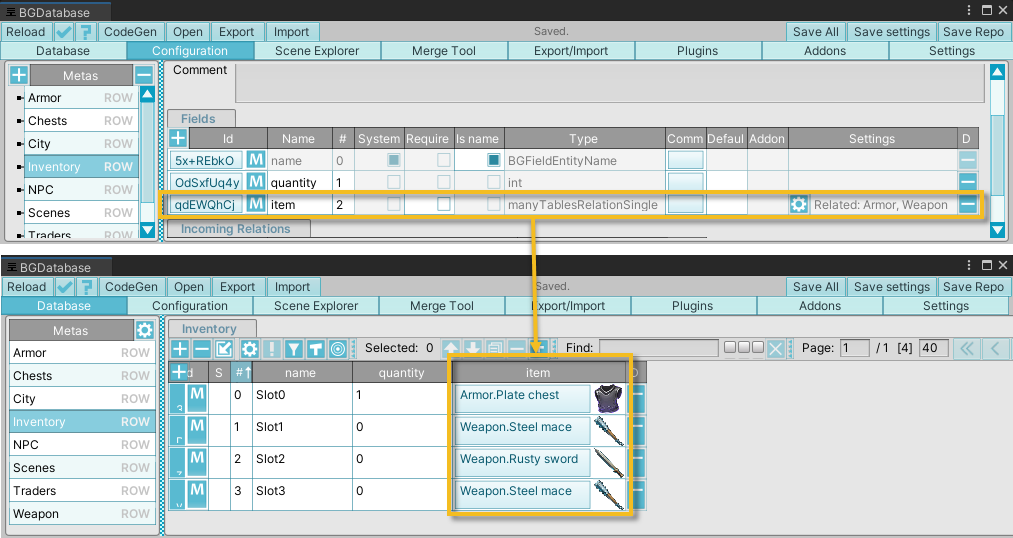 BGDatabase
Reload ? CodeGen Open Export Import Saved. Save All Save settings Save Repo
Database Configuration Scene Explorer Merge Tool Export/Import Plugins Addons Settings
Metas
Armor ROW
Chests ROW
City ROW
Inventory ROW
NPC ROW
Scenes ROW
Traders ROW
Comment
Fields
Id Name # System Require Is name Type Comm Defaul Addon Settings D
5x+REbkO M name 0 BGFieldEntityName
OdSxfUq4y M quantity 1 int
qdEWQhCj M item 2 manyTablesRelationSingle Related: Armor, Weapon
Incoming Relations
BGDatabase
Reload ? CodeGen Open Export Import Saved. Save All Save settings Save Repo
Database Configuration Scene Explorer Merge Tool Export/Import Plugins Addons Settings
Metas
Armor ROW
Chests ROW
City ROW
Inventory ROW
NPC ROW
Scenes ROW
Traders ROW
Weapon ROW
Inventory
Selected: 0 Find: Page: 1 / 1 [4] 40
d S # name quantity item D
M 0 Slot0 1 Armor.Plate chest
M 1 Slot1 0 Weapon.Steel mace
M 2 Slot2 0 Weapon.Rusty sword
M 3 Slot3 0 Weapon.Steel mace